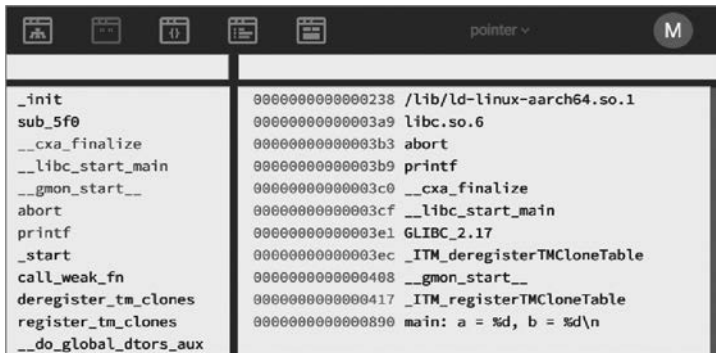 pointer
M
_init
sub_5f0
__cxa_finalize
__libc_start_main
__gmon_start__
abort
printf
_start
call_weak_fn
deregister_tm_clones
register_tm_clones
__do_global_dtors_aux
0000000000000238 /lib/ld-linux-aarch64.so.1
00000000000003a9 libc.so.6
00000000000003b3 abort
00000000000003b9 printf
00000000000003c0 __cxa_finalize
00000000000003cf __libc_start_main
00000000000003e1 GLIBC_2.17
00000000000003ec _ITM_deregisterTMCloneTable
0000000000000408 __gmon_start__
0000000000000417 _ITM_registerTMCloneTable
0000000000000890 main: a = %d, b = %d\n